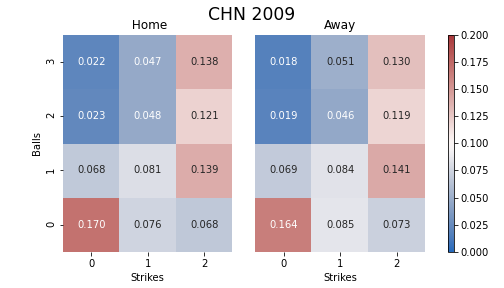 CHN 2009
Home
Away
Balls
3
0.022 0.047 0.138
0.018 0.051 0.130
2
0.023 0.048 0.121
0.019 0.046 0.119
1
0.068 0.081 0.139
0.069 0.084 0.141
0
0.170 0.076 0.068
0.164 0.085 0.073
0 1 2
0 1 2
Strikes
Strikes
0.200
0.175
0.150
0.125
0.100
0.075
0.050
0.025
0.000